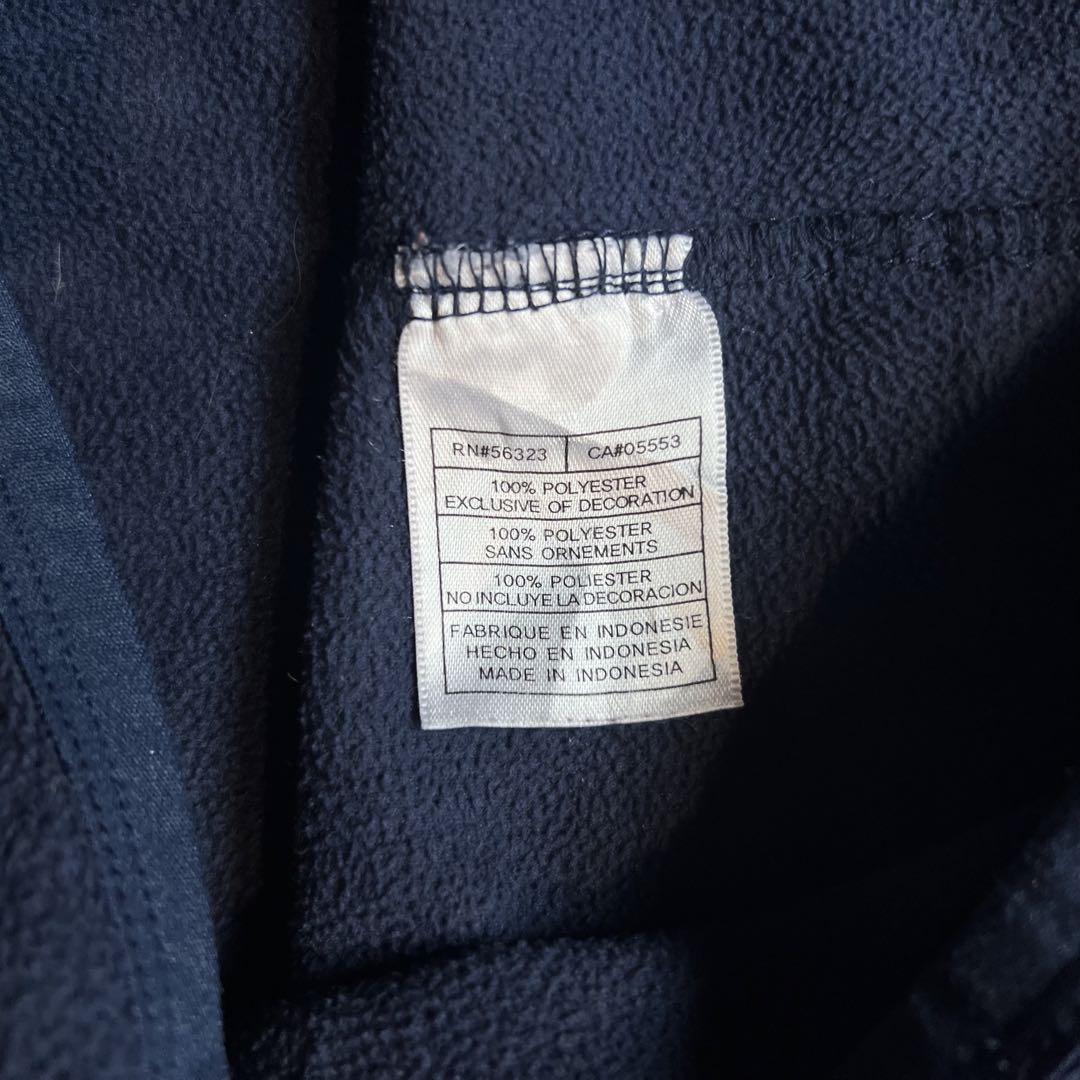 RN#56323 CA#05553
100% POLYESTER
EXCLUSIVE OF DECORATION
100% POLYESTER
SANS ORNEMENTS
100% POLIESTER
NO INCLUYE LA DECORACION
FABRIQUE EN INDONESIE
HECHO EN INDONESIA
MADE IN INDONESIA